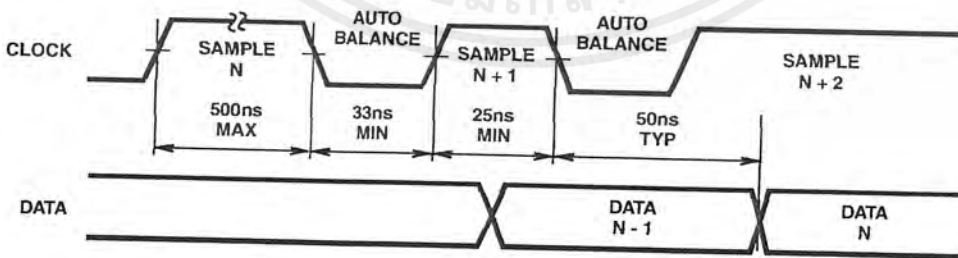 CLOCK
SAMPLE
N
AUTO
BALANCE
SAMPLE
N + 1
AUTO
BALANCE
SAMPLE
N + 2
500ns
MAX
33ns
MIN
25ns
MIN
50ns
TYP
DATA
DATA
N - 1
DATA
N